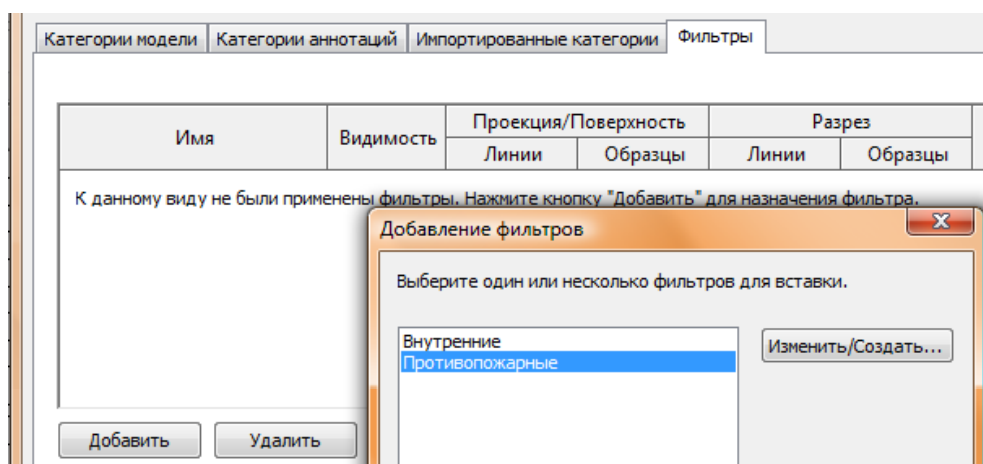 Категории модели Категории аннотаций Импортированные категории Фильтры
Имя Видимость Проекция/Поверхность Разрез
Линии Образцы Линии Образцы
К данному виду не были применены фильтры. Нажмите кнопку "Добавить" для назначения фильтра.
Добавление фильтров
Выберите один или несколько фильтров для вставки.
Внутренние
Противопожарные
Изменить/Создать...
Добавить Удалить